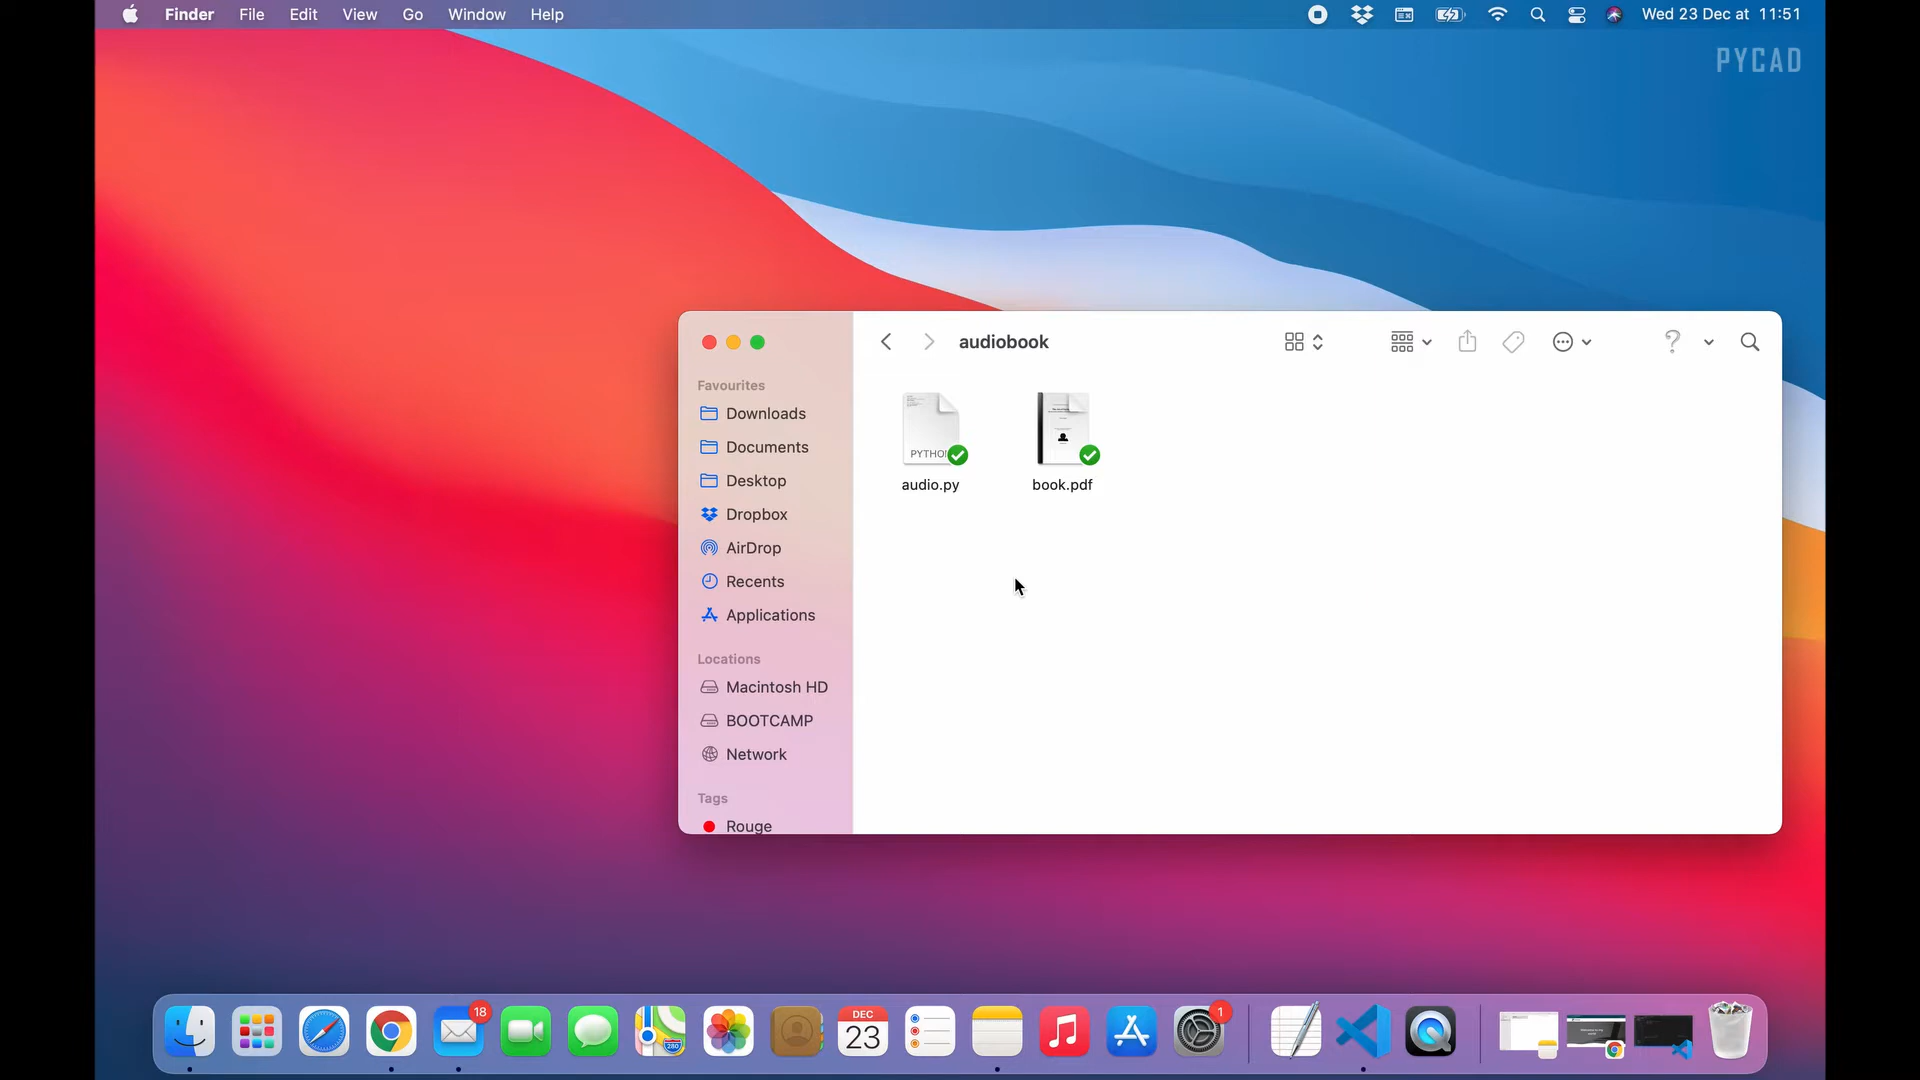 Finder File Edit View Go Window Help Wed 23 Dec at 11:51
PYCAD
audiobook
Favourites
Downloads
Documents
Desktop
Dropbox
AirDrop
Recents
Applications
Locations
Macintosh HD
BOOTCAMP
Network
Tags
Rouge
PYTHON
audio.py book.pdf
18
DEC
23
280
1